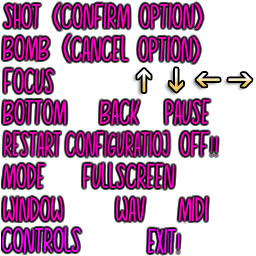 SHOT (CONFIRM OPTION)
BOMB (CANCEL OPTION)
FOCUS ↑ ↓ ← →
BOTTOM BACK PAUSE
RESTART CONFIGURATIOJ OFF!!
MODE FULLSCREEN
WINDOW WAV MIDI
CONTROLS EXIT!